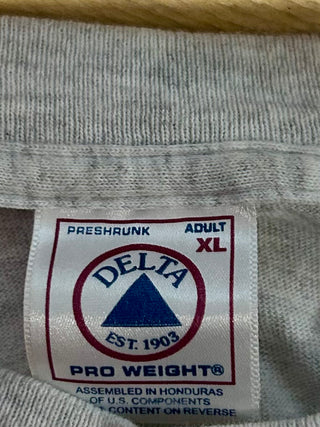 PRESHRUNK ADULT
XL
DELTA
EST. 1903
PRO WEIGHT®
ASSEMBLED IN HONDURAS
OF U.S. COMPONENTS
CONTENT ON REVERSE